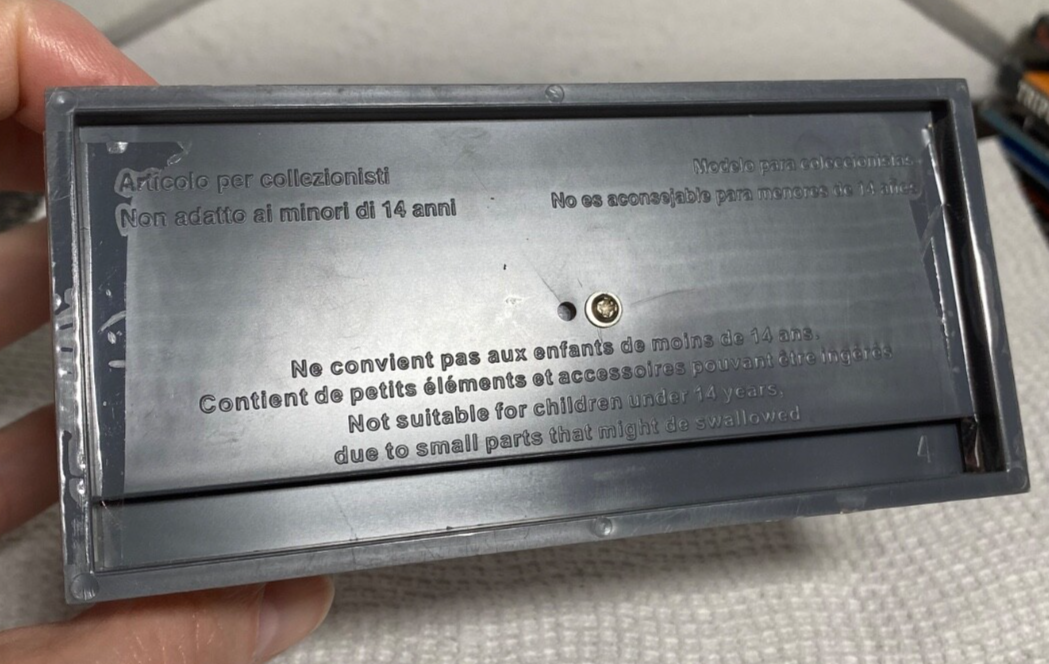 Articolo per collezionisti
Non adatto ai minori di 14 anni
Modelo para coleccionistas.
No es aconsejable para menores de 14 años
Ne convient pas aux enfants de moins de 14 ans.
Contient de petits éléments et accessoires pouvant être ingérés
Not suitable for children under 14 years,
due to small parts that might de swallowed
4